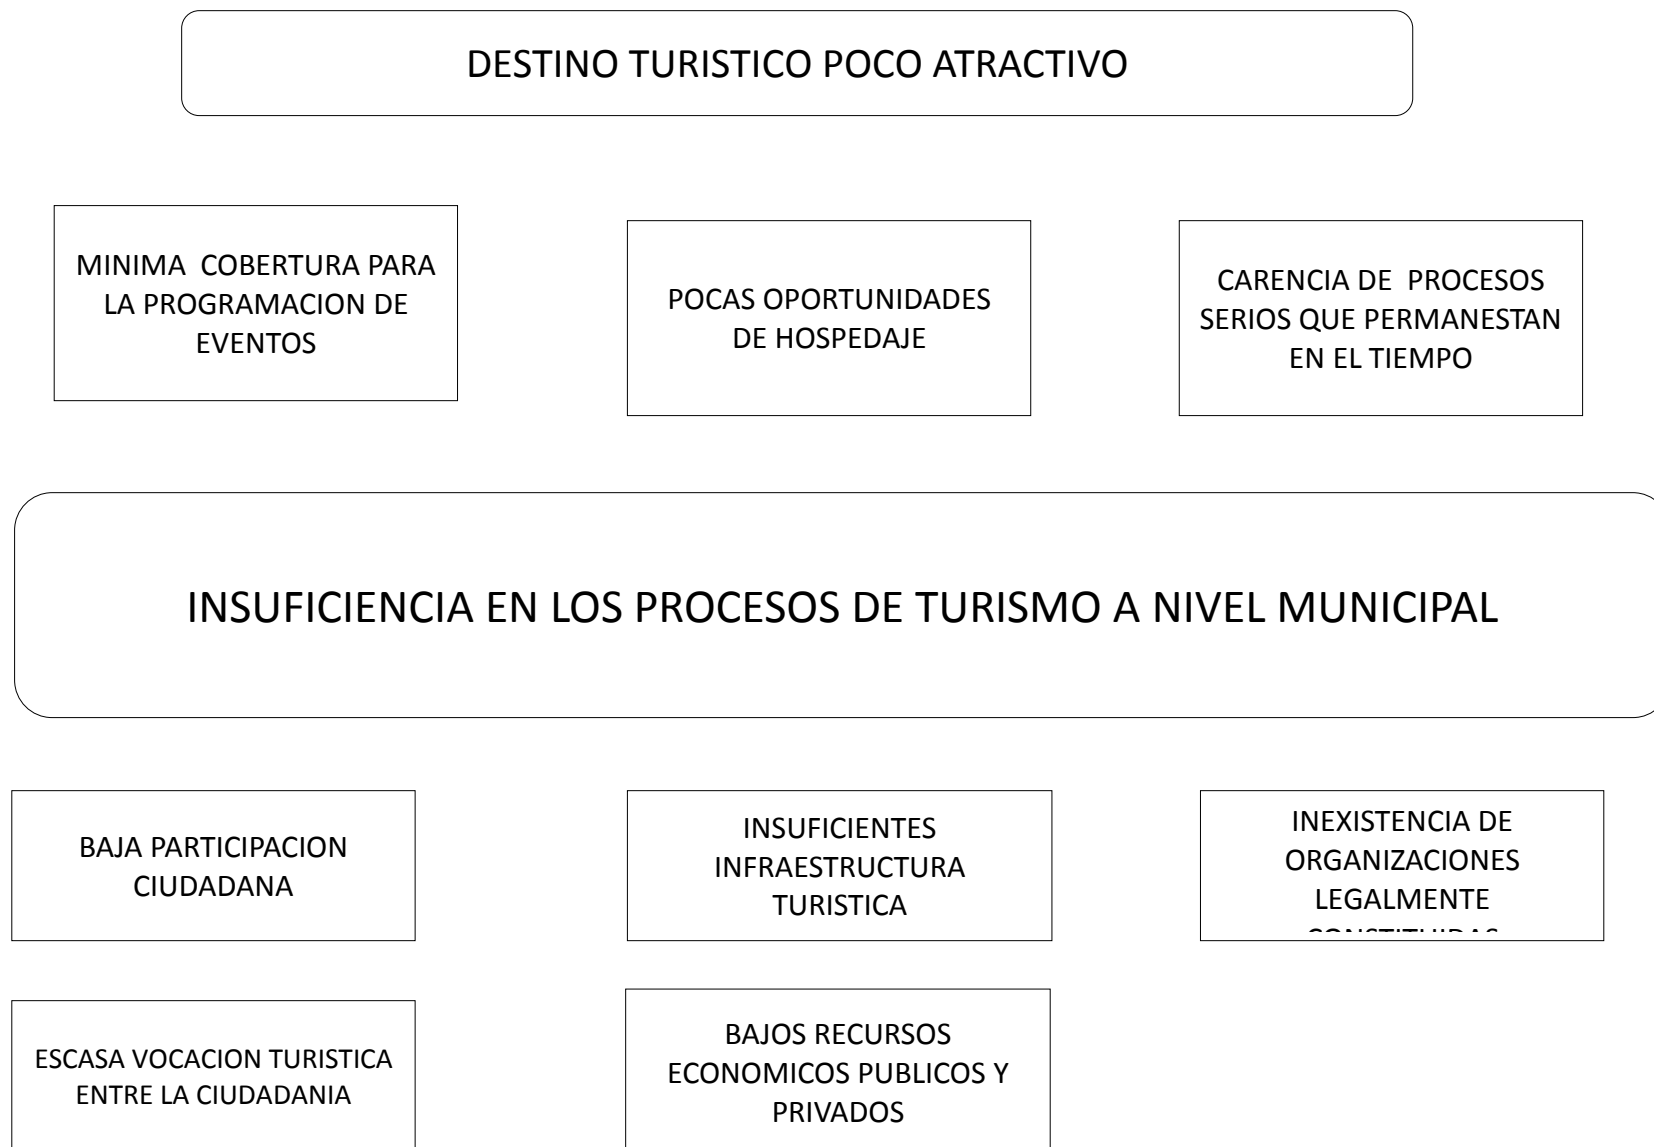 DESTINO TURISTICO POCO ATRACTIVO
MINIMA COBERTURA PARA
LA PROGRAMACION DE
EVENTOS
POCAS OPORTUNIDADES
DE HOSPEDAJE
CARENCIA DE PROCESOS
SERIOS QUE PERMANESTAN
EN EL TIEMPO
INSUFICIENCIA EN LOS PROCESOS DE TURISMO A NIVEL MUNICIPAL
BAJA PARTICIPACION
CIUDADANA
INSUFICIENTES
INFRAESTRUCTURA
TURISTICA
INEXISTENCIA DE
ORGANIZACIONES
LEGALMENTE
ESCASA VOCACION TURISTICA
ENTRE LA CIUDADANIA
BAJOS RECURSOS
ECONOMICOS PUBLICOS Y
PRIVADOS